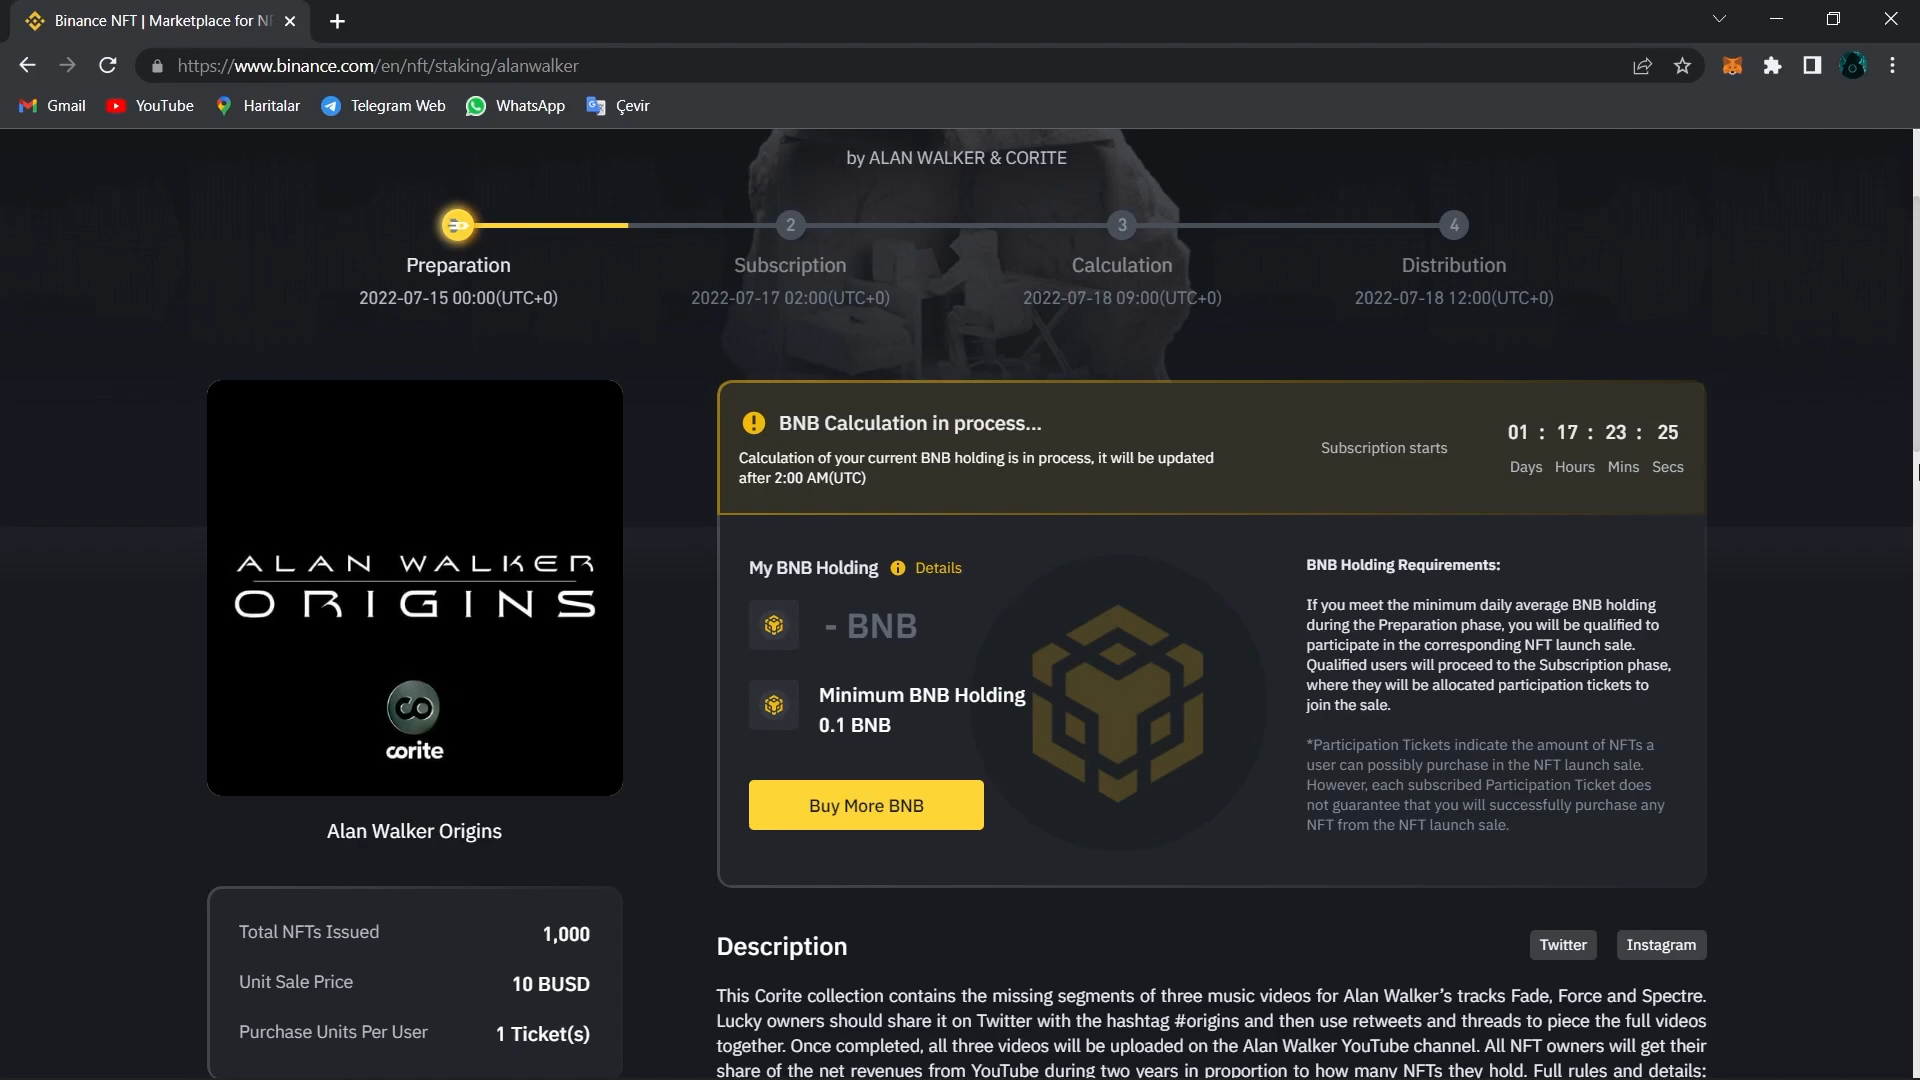 Binance NFT | Marketplace for NF
https://www.binance.com/en/nft/staking/alanwalker
Gmail YouTube Haritalar Telegram Web WhatsApp Çevir
by ALAN WALKER & CORITE
2 3 4
Preparation Subscription Calculation Distribution
2022-07-15 00:00(UTC+0) 2022-07-17 02:00(UTC+0) 2022-07-18 09:00(UTC+0) 2022-07-18 12:00(UTC+0)
ALAN WALKER
ORIGINS
co
corite
Alan Walker Origins
Total NFTs Issued 1,000
Unit Sale Price 10 BUSD
Purchase Units Per User 1 Ticket(s)
BNB Calculation in process...
Calculation of your current BNB holding is in process, it will be updated
after 2:00 AM(UTC)
Subscription starts
01 : 17 : 23 : 25
Days Hours Mins Secs
My BNB Holding Details
- BNB
Minimum BNB Holding
0.1 BNB
Buy More BNB
BNB Holding Requirements:
If you meet the minimum daily average BNB holding
during the Preparation phase, you will be qualified to
participate in the corresponding NFT launch sale.
Qualified users will proceed to the Subscription phase,
where they will be allocated participation tickets to
join the sale.
*Participation Tickets indicate the amount of NFTs a
user can possibly purchase in the NFT launch sale.
However, each subscribed Participation Ticket does
not guarantee that you will successfully purchase any
NFT from the NFT launch sale.
Description Twitter Instagram
This Corite collection contains the missing segments of three music videos for Alan Walker's tracks Fade, Force and Spectre.
Lucky owners should share it on Twitter with the hashtag #origins and then use retweets and threads to piece the full videos
together. Once completed, all three videos will be uploaded on the Alan Walker YouTube channel. All NFT owners will get their
share of the net revenues from YouTube during two years in proportion to how many NFTs they hold. Full rules and details: